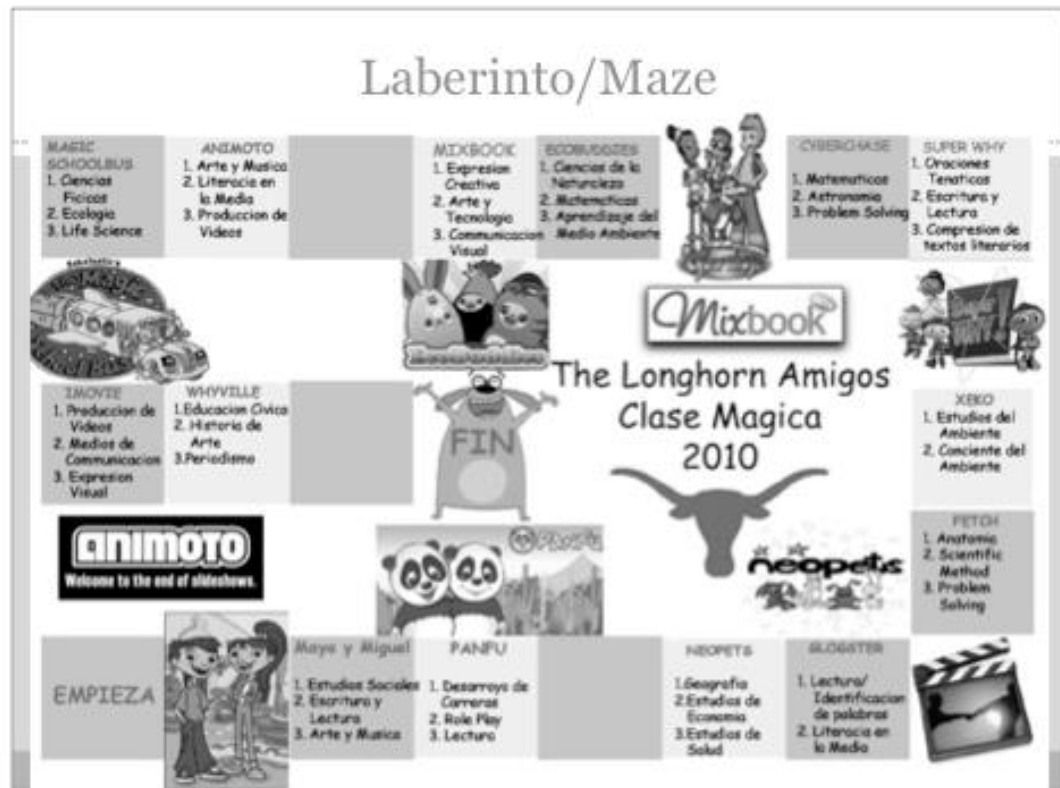 Laberinto/Maze
MAGIC
SCHOOLBUS
1. Ciencias
Ficicas
2. Ecologia
3. Life Science
ANIMOTO
1. Arte y Musica
2. Literacia en
la Media
3. Produccion de
Videos
MIXBOOK
1. Expresion
Creativa
2. Arte y
Tecnologia
3. Communicacion
Visual
ECOBUDDIES
1. Ciencias de la
Naturcleza
2. Matematicas
3. Aprendizaje del
Medio Ambiente
CYBERCHASE
1. Matematicas
2. Astronomia
3. Problem Solving
SUPER WHY
1. Oraciones
Tenaticas
2. Escritura y
Lectura
3. Compresion de
textos literarios
Mixbook
The Longhorn Amigos
Clase Magica
2010
IMOVIE
1. Produccion de
Videos
2. Medios de
Communicacion
3. Expresion
Visual
WHYVILLE
1.Educacion Civica
2. Historia de
Arte
3.Periodismo
FIN
XEKO
1. Estudios del
Ambiente
2. Conciente del
Ambiente
FETCH
1. Anatomia
2. Scientific
Method
3. Problem
Solving
ANIMOTO
Welcome to the end of slideshows.
neopets
EMPIEZA
Maya y Miguel
1. Estudios Sociales
2. Escritura y
Lectura
3. Arte y Musica
PANFU
1. Desarroyo de
Carreras
2. Role Play
3. Lectura
NEOPETS
1.Geografia
2.Estudios de
Economia
3.Estudios de
Salud
GLOGSTER
1. Lectura/
Identificacion
de palabras
2. Literacia en
la Media